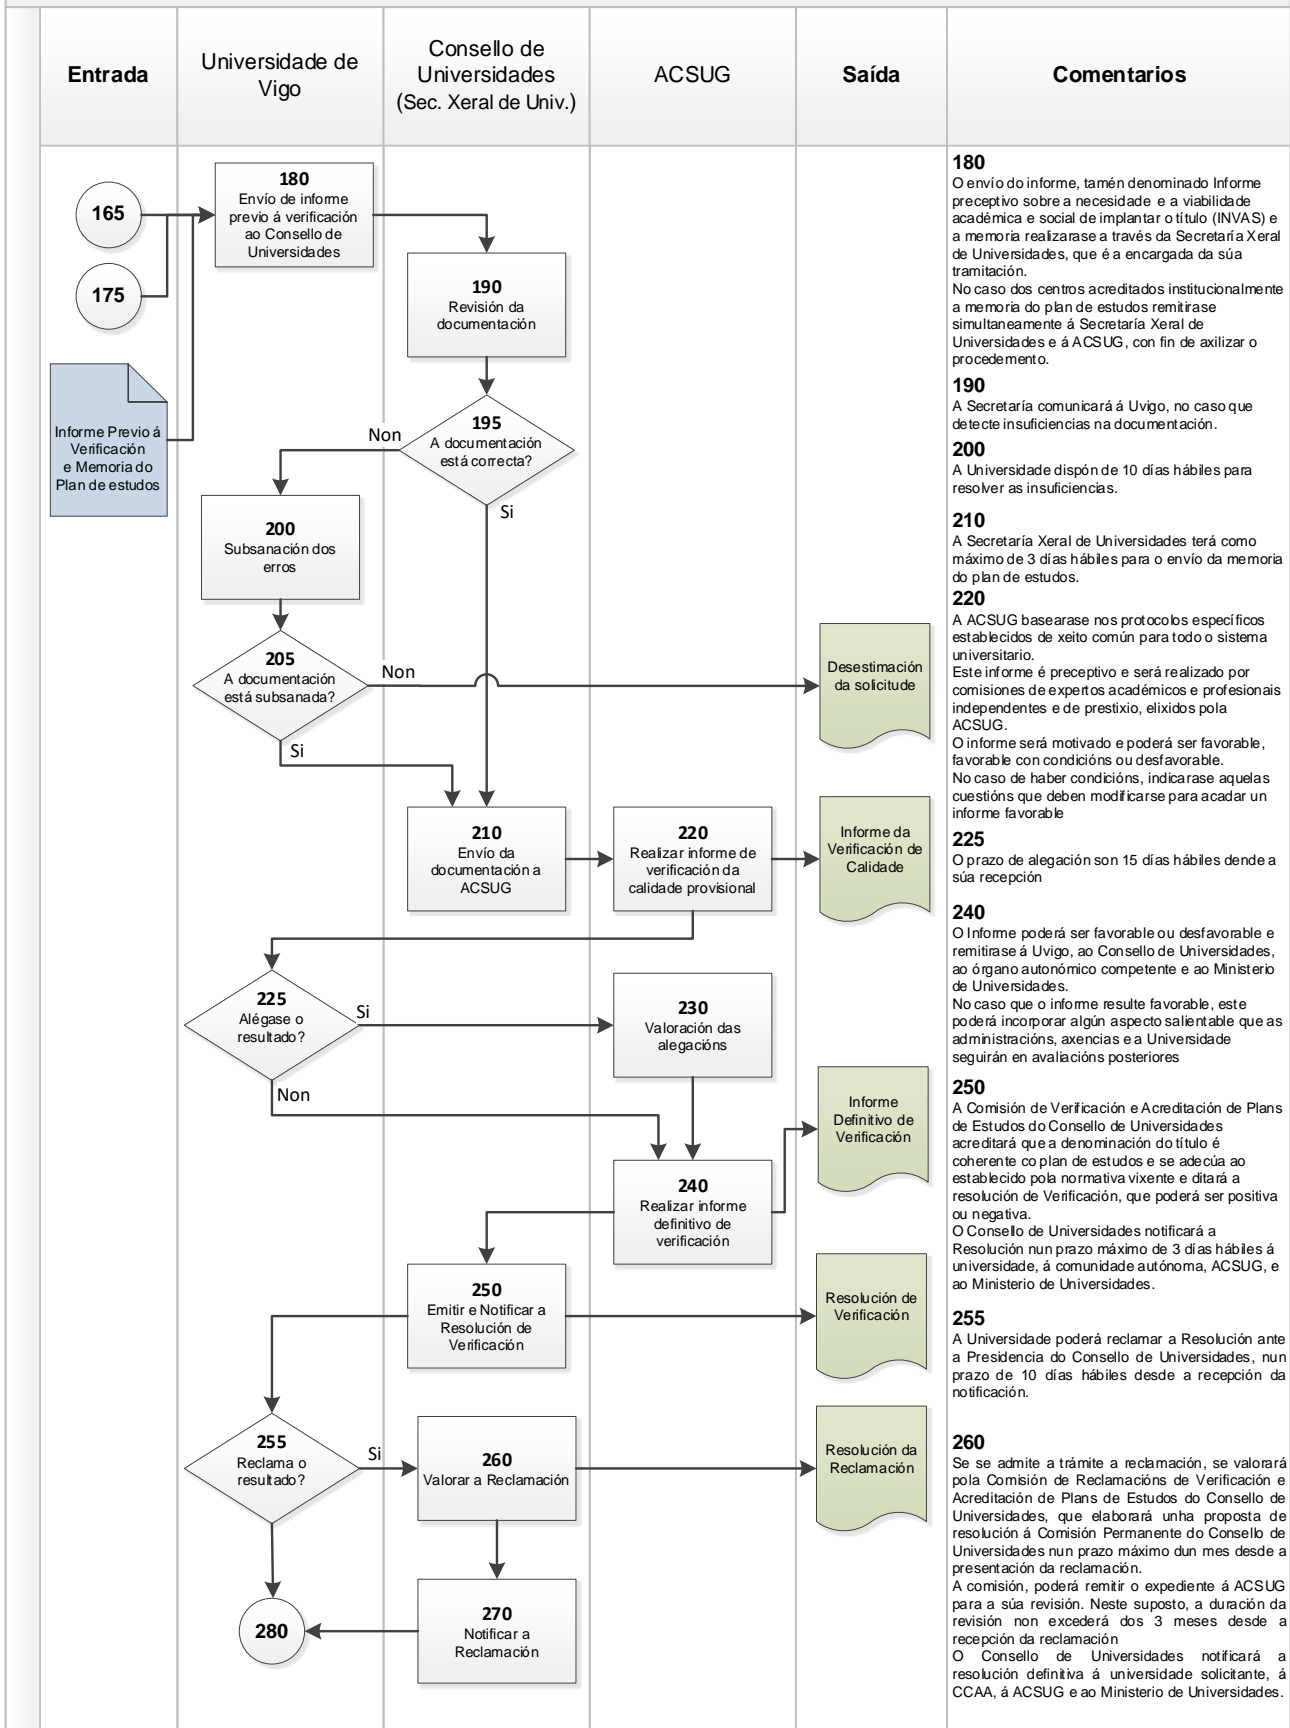 Entrada
Universidade de
Vigo
Consello de
Universidades
(Sec. Xeral de Univ.)
ACSUG
Saída
Comentarios
165
175
Informe Previo á
Verificación
e Memoria do
Plan de estudos
180
Envío de informe
previo á verificación
ao Consello de
Universidades
190
Revisión da
documentación
195
A documentación
está correcta?
Non
Si
200
Subsanación dos
erros
205
A documentación
está subsanada?
Non
Si
Desestimación
da solicitude
210
Envío da
documentación a
ACSUG
220
Realizar informe de
verificación da
calidade provisional
Informe da
Verificación de
Calidade
225
Alégase o
resultado?
Si
Non
230
Valoración das
alegacións
240
Realizar informe
definitivo de
verificación
Informe
Definitivo de
Verificación
250
Emitir e Notificar a
Resolución de
Verificación
Resolución de
Verificación
255
Reclama o
resultado?
Si
260
Valorar a Reclamación
Resolución da
Reclamación
270
Notificar a
Reclamación
280
180
O envío do informe, tamén denominado Informe
preceptivo sobre a necesidade e a viabilidade
académica e social de implantar o título (INVAS) e
a memoria realizarase a través da Secretaría Xeral
de Universidades, que é a encargada da súa
tramitación.
No caso dos centros acreditados institucionalmente
a memoria do plan de estudos remitirase
simultaneamente á Secretaría Xeral de
Universidades e á ACSUG, con fin de axilizar o
procedemento.
190
A Secretaría comunicará á Uvigo, no caso que
detecte insuficiencias na documentación.
200
A Universidade dispón de 10 días hábiles para
resolver as insuficiencias.
210
A Secretaría Xeral de Universidades terá como
máximo de 3 días hábiles para o envío da memoria
do plan de estudos.
220
A ACSUG basearase nos protocolos específicos
establecidos de xeito común para todo o sistema
universitario.
Este informe é preceptivo e será realizado por
comisiones de expertos académicos e profesionais
independentes e de prestixio, elixidos pola
ACSUG.
O informe será motivado e poderá ser favorable,
favorable con condicións ou desfavorable.
No caso de haber condicións, indicarase aquelas
cuestións que deben modificarse para acadar un
informe favorable
225
O prazo de alegación son 15 días hábiles dende a
súa recepción
240
O Informe poderá ser favorable ou desfavorable e
remitirase á Uvigo, ao Consello de Universidades,
ao órgano autonómico competente e ao Ministerio
de Universidades.
No caso que o informe resulte favorable, este
poderá incorporar algún aspecto salientable que as
administracións, axencias e a Universidade
seguirán en avaliacións posteriores
250
A Comisión de Verificación e Acreditación de Plans
de Estudos do Consello de Universidades
acreditará que a denominación do título é
coherente co plan de estudos e se adecúa ao
establecido pola normativa vixente e ditará a
resolución de Verificación, que poderá ser positiva
ou negativa.
O Consello de Universidades notificará a
Resolución nun prazo máximo de 3 días hábiles á
universidade, á comunidade autónoma, ACSUG, e
ao Ministerio de Universidades.
255
A Universidade poderá reclamar a Resolución ante
a Presidencia do Consello de Universidades, nun
prazo de 10 días hábiles desde a recepción da
notificación.
260
Se se admite a trámite a reclamación, se valorará
pola Comisión de Reclamacións de Verificación e
Acreditación de Plans de Estudos do Consello de
Universidades, que elaborará unha proposta de
resolución á Comisión Permanente do Consello de
Universidades nun prazo máximo dun mes desde a
presentación da reclamación.
A comisión, poderá remitir o expediente á ACSUG
para a súa revisión. Neste suposto, a duración da
revisión non excederá dos 3 meses desde a
recepción da reclamación
O Consello de Universidades notificará a
resolución definitiva á universidade solicitante, á
CCAA, á ACSUG e ao Ministerio de Universidades.